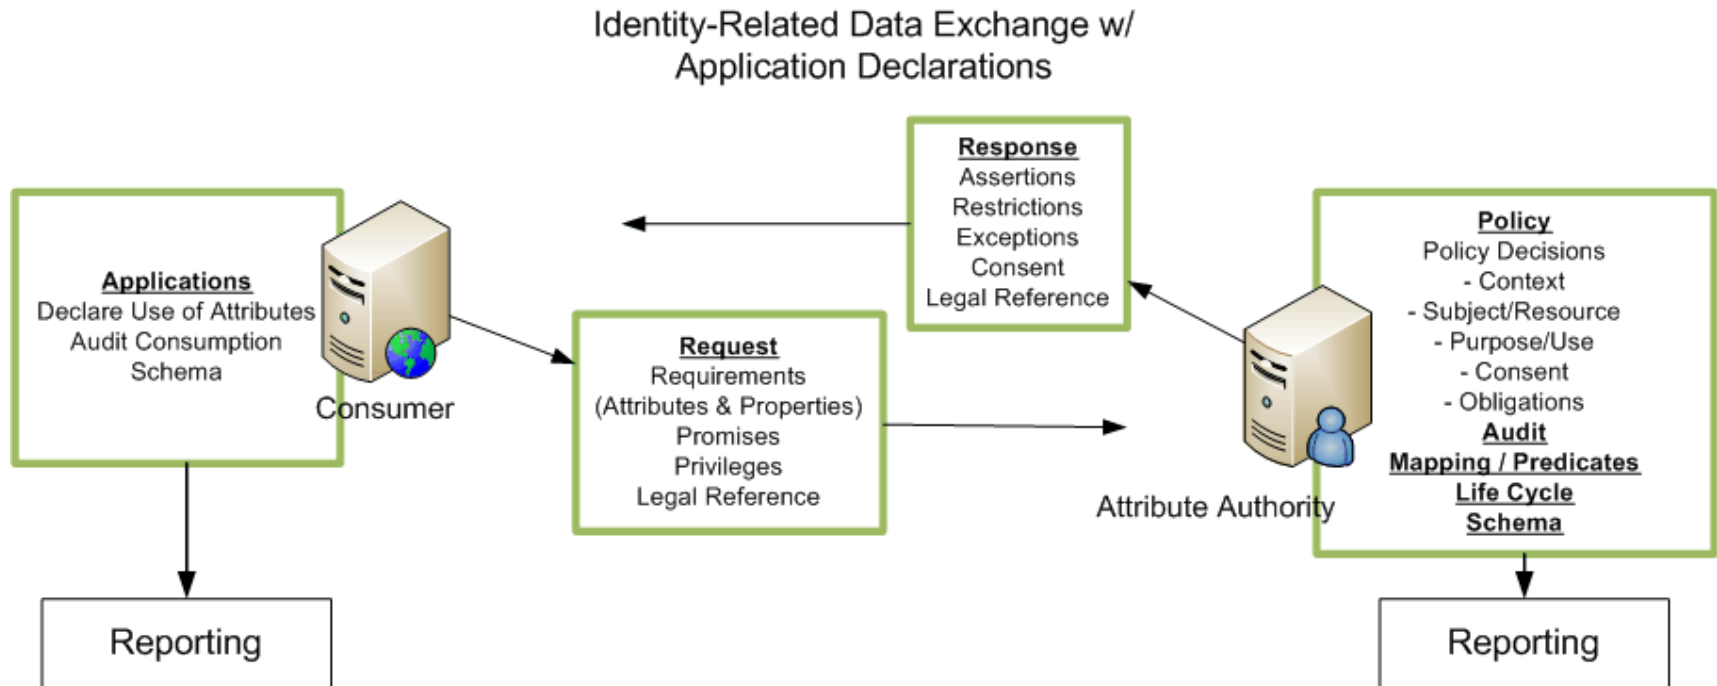 Identity-Related Data Exchange w/
Application Declarations
Response
Assertions
Restrictions
Exceptions
Consent
Legal Reference
Applications
Declare Use of Attributes
Audit Consumption
Schema
Consumer
Request
Requirements
(Attributes & Properties)
Promises
Privileges
Legal Reference
Attribute Authority
Policy
Policy Decisions
- Context
- Subject/Resource
- Purpose/Use
- Consent
- Obligations
Audit
Mapping / Predicates
Life Cycle
Schema
Reporting
Reporting